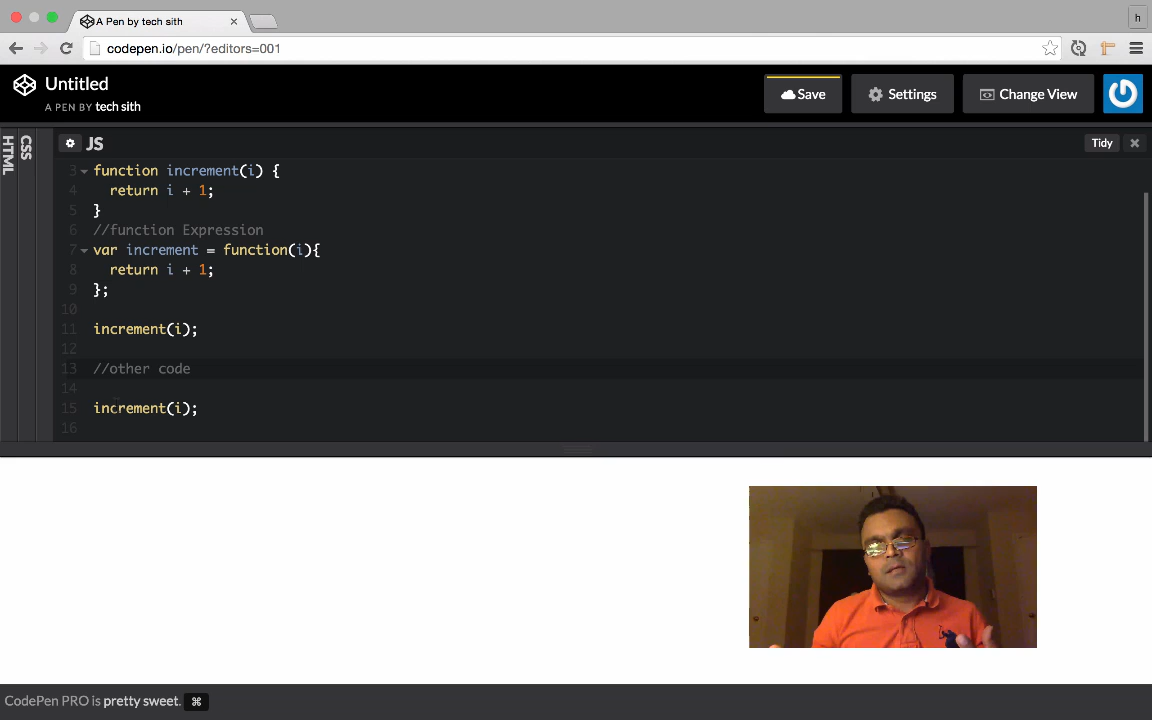 A Pen by tech sith
h
codepen.io/pen/?editors=001
Untitled
A PEN BY tech sith
Save
Settings
Change View
HTML
CSS
JS
Tidy
3 function increment(i) {
4 return i + 1;
5 }
6 //function Expression
7 var increment = function(i){
8 return i + 1;
9 };
10
11 increment(i);
12
13 //other code
14
15 increment(i);
16
CodePen PRO is pretty sweet. ⌘